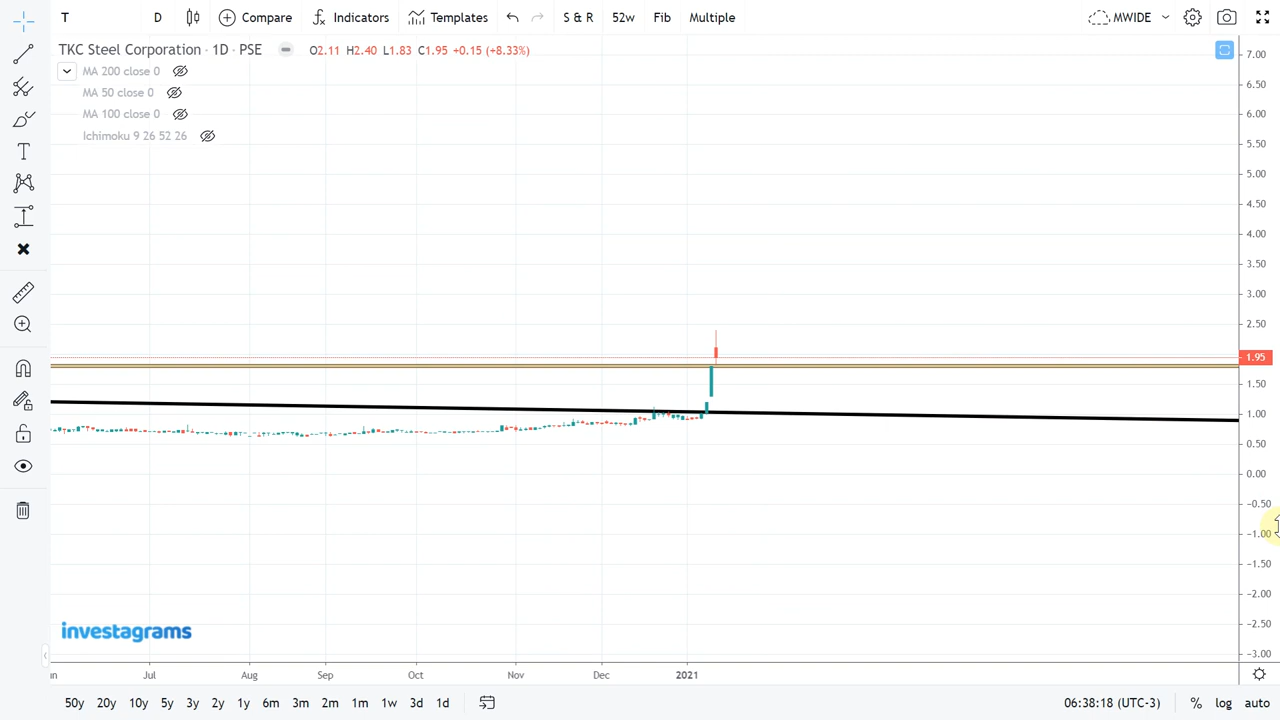 T D Compare Indicators Templates S & R 52w Fib Multiple MWIDE
TKC Steel Corporation · 1D · PSE O2.11 H2.40 L1.83 C1.95 +0.15 (+8.33%)
MA 200 close 0
MA 50 close 0
MA 100 close 0
Ichimoku 9 26 52 26
7.00
6.50
6.00
5.50
5.00
4.50
4.00
3.50
3.00
2.50
1.95
1.50
1.00
0.50
0.00
−0.50
−1.00
−1.50
−2.00
−2.50
−3.00
investagrams
Jul Aug Sep Oct Nov Dec 2021
50y 20y 10y 5y 3y 2y 1y 6m 3m 2m 1m 1w 3d 1d 06:38:18 (UTC-3) % log auto